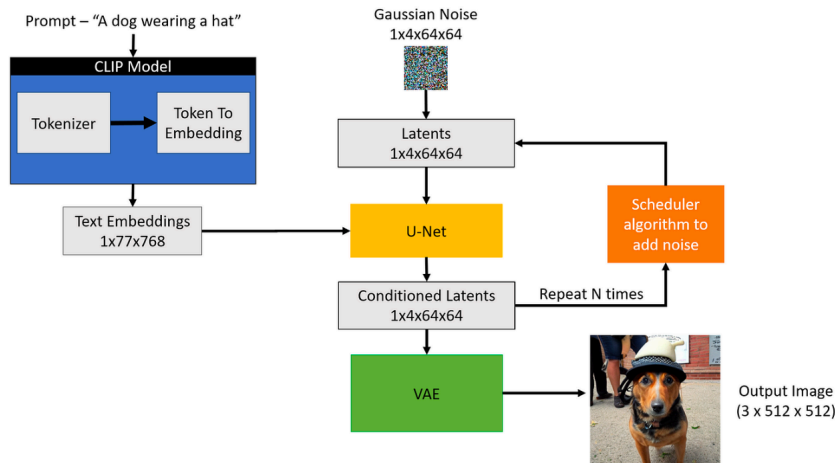 Prompt – “A dog wearing a hat”
CLIP Model
Tokenizer
Token To
Embedding
Text Embeddings
1x77x768
Gaussian Noise
1x4x64x64
Latents
1x4x64x64
U-Net
Conditioned Latents
1x4x64x64
Repeat N times
Scheduler
algorithm to
add noise
VAE
Output Image
(3 x 512 x 512)